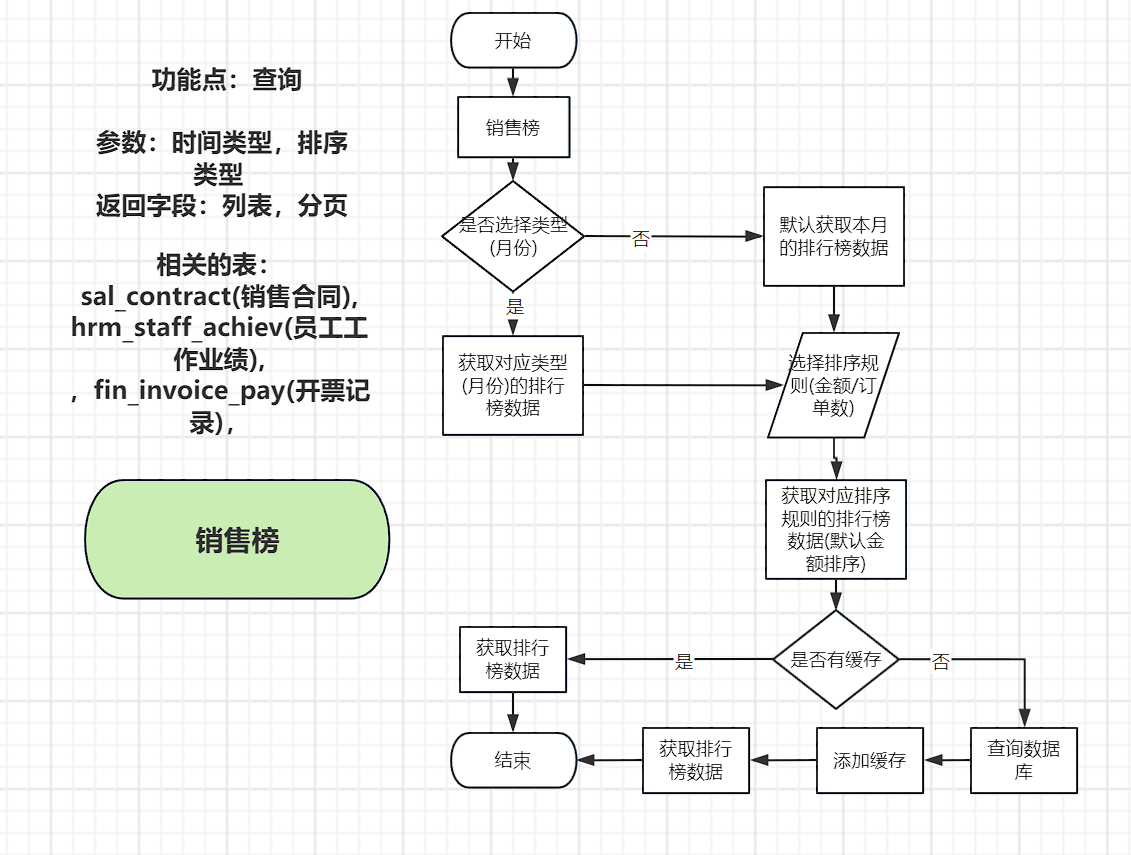 功能点：查询
参数：时间类型，排序
类型
返回字段：列表，分页
相关的表：
sal_contract(销售合同),
hrm_staff_achiev(员工工
作业绩),
，fin_invoice_pay(开票记
录)，
销售榜
开始
销售榜
是否选择类型
(月份)
否
默认获取本月
的排行榜数据
是
获取对应类型
(月份)的排行
榜数据
选择排序规
则(金额/订
单数)
获取对应排序
规则的排行榜
数据(默认金
额排序)
是否有缓存
是
获取排行
榜数据
否
查询数据
库
添加缓存
获取排行
榜数据
结束